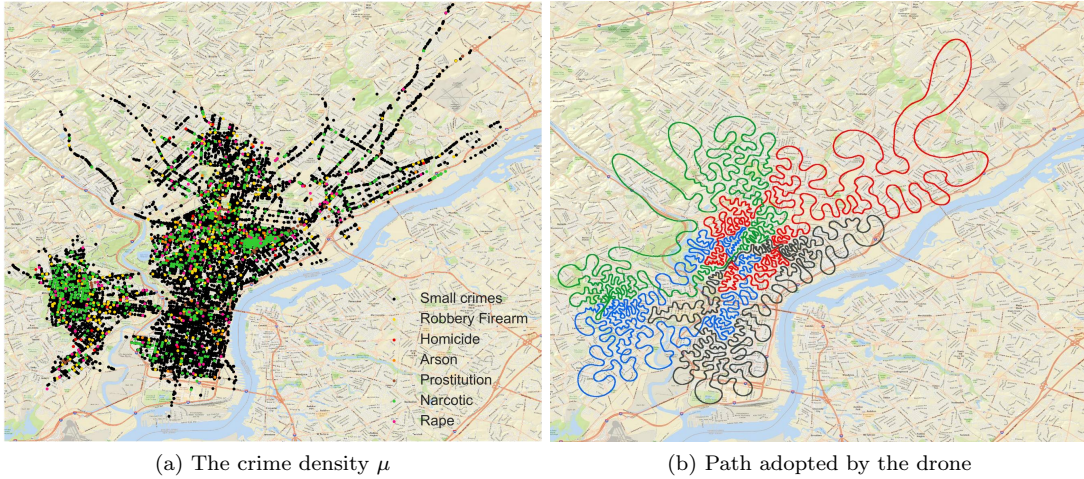 Small crimes
Robbery Firearm
Homicide
Arson
Prostitution
Narcotic
Rape
(a) The crime density μ
(b) Path adopted by the drone